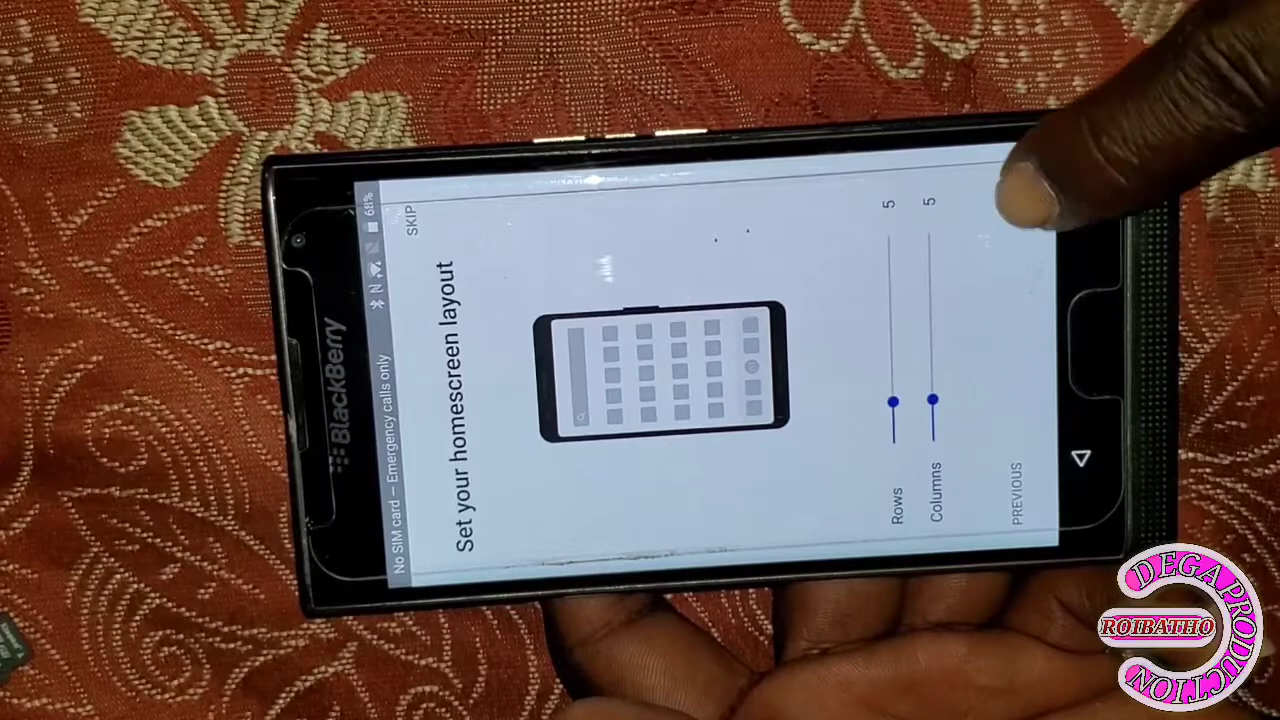 BlackBerry
No SIM card – Emergency calls only
68%
SKIP
Set your homescreen layout
Rows
5
Columns
5
PREVIOUS
DEGA PRODUCTION
ROIBATHO